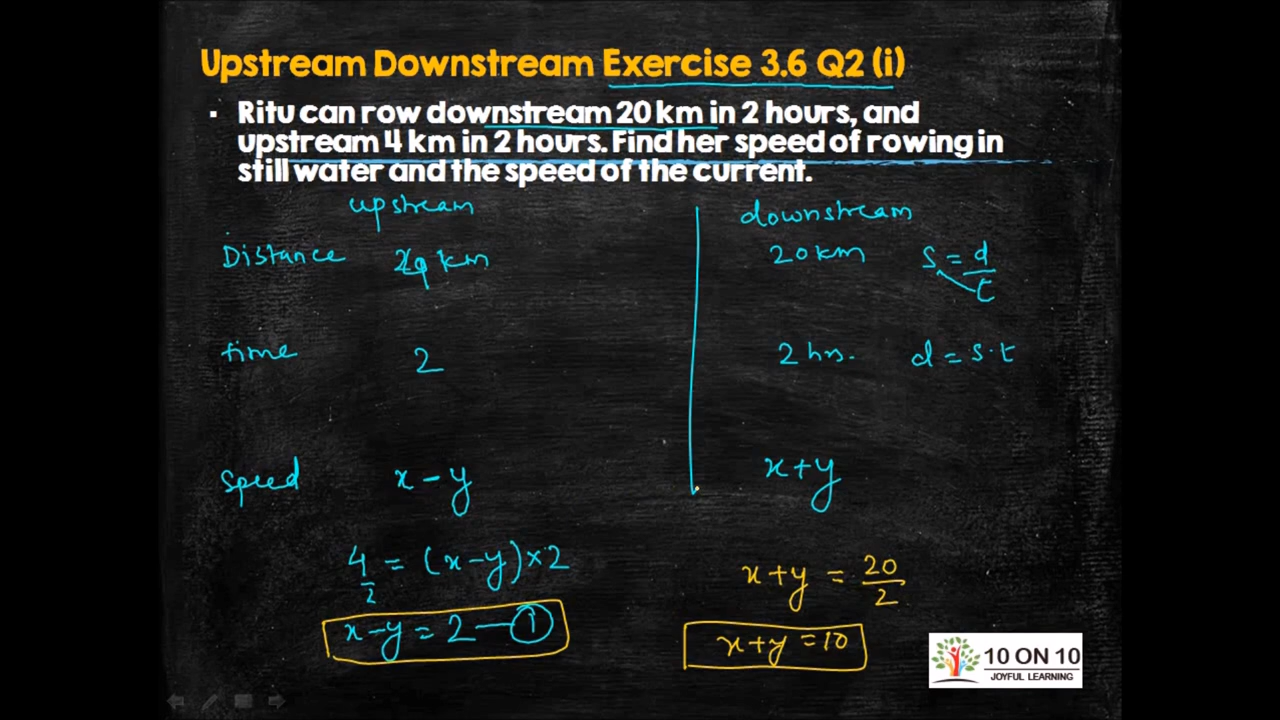 Upstream Downstream Exercise 3.6 Q2 (i)
▪ Ritu can row downstream 20 km in 2 hours, and
upstream 4 km in 2 hours. Find her speed of rowing in
still water and the speed of the current.
upstream
downstream
Distance km
20km s = d/t
time 2
2 hrs. d = s·t
speed x - y
x+y
4/2 = (x-y)×2
x+y = 20/2
x-y = 2 — ①
x+y = 10
10 ON 10
JOYFUL LEARNING